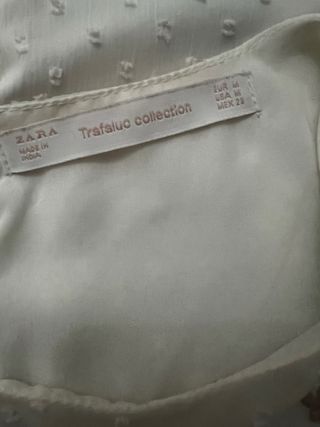 ZARA
MADE IN
INDIA
Trafaluc collection
EUR M
USA M
MEX 28